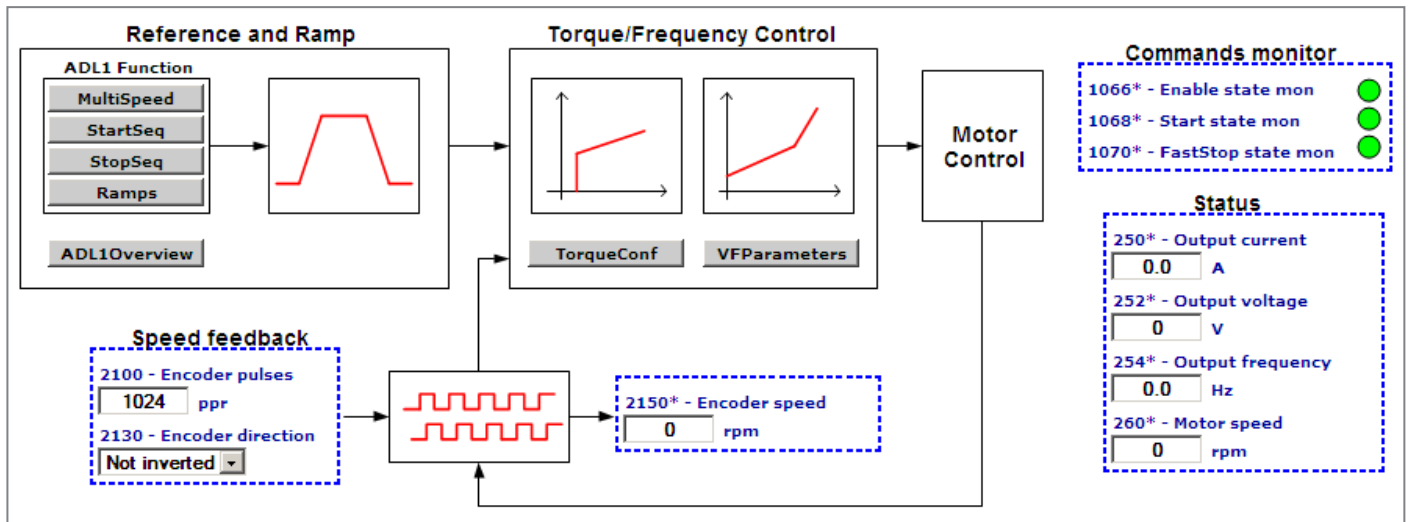 Reference and Ramp
ADL1 Function
MultiSpeed
StartSeq
StopSeq
Ramps
ADL1Overview
Torque/Frequency Control
TorqueConf
VFParameters
Motor
Control
Commands monitor
1066* - Enable state mon
1068* - Start state mon
1070* - FastStop state mon
Status
250* - Output current
0.0 A
252* - Output voltage
0 V
254* - Output frequency
0.0 Hz
260* - Motor speed
0 rpm
Speed feedback
2100 - Encoder pulses
1024 ppr
2130 - Encoder direction
Not inverted
2150* - Encoder speed
0 rpm